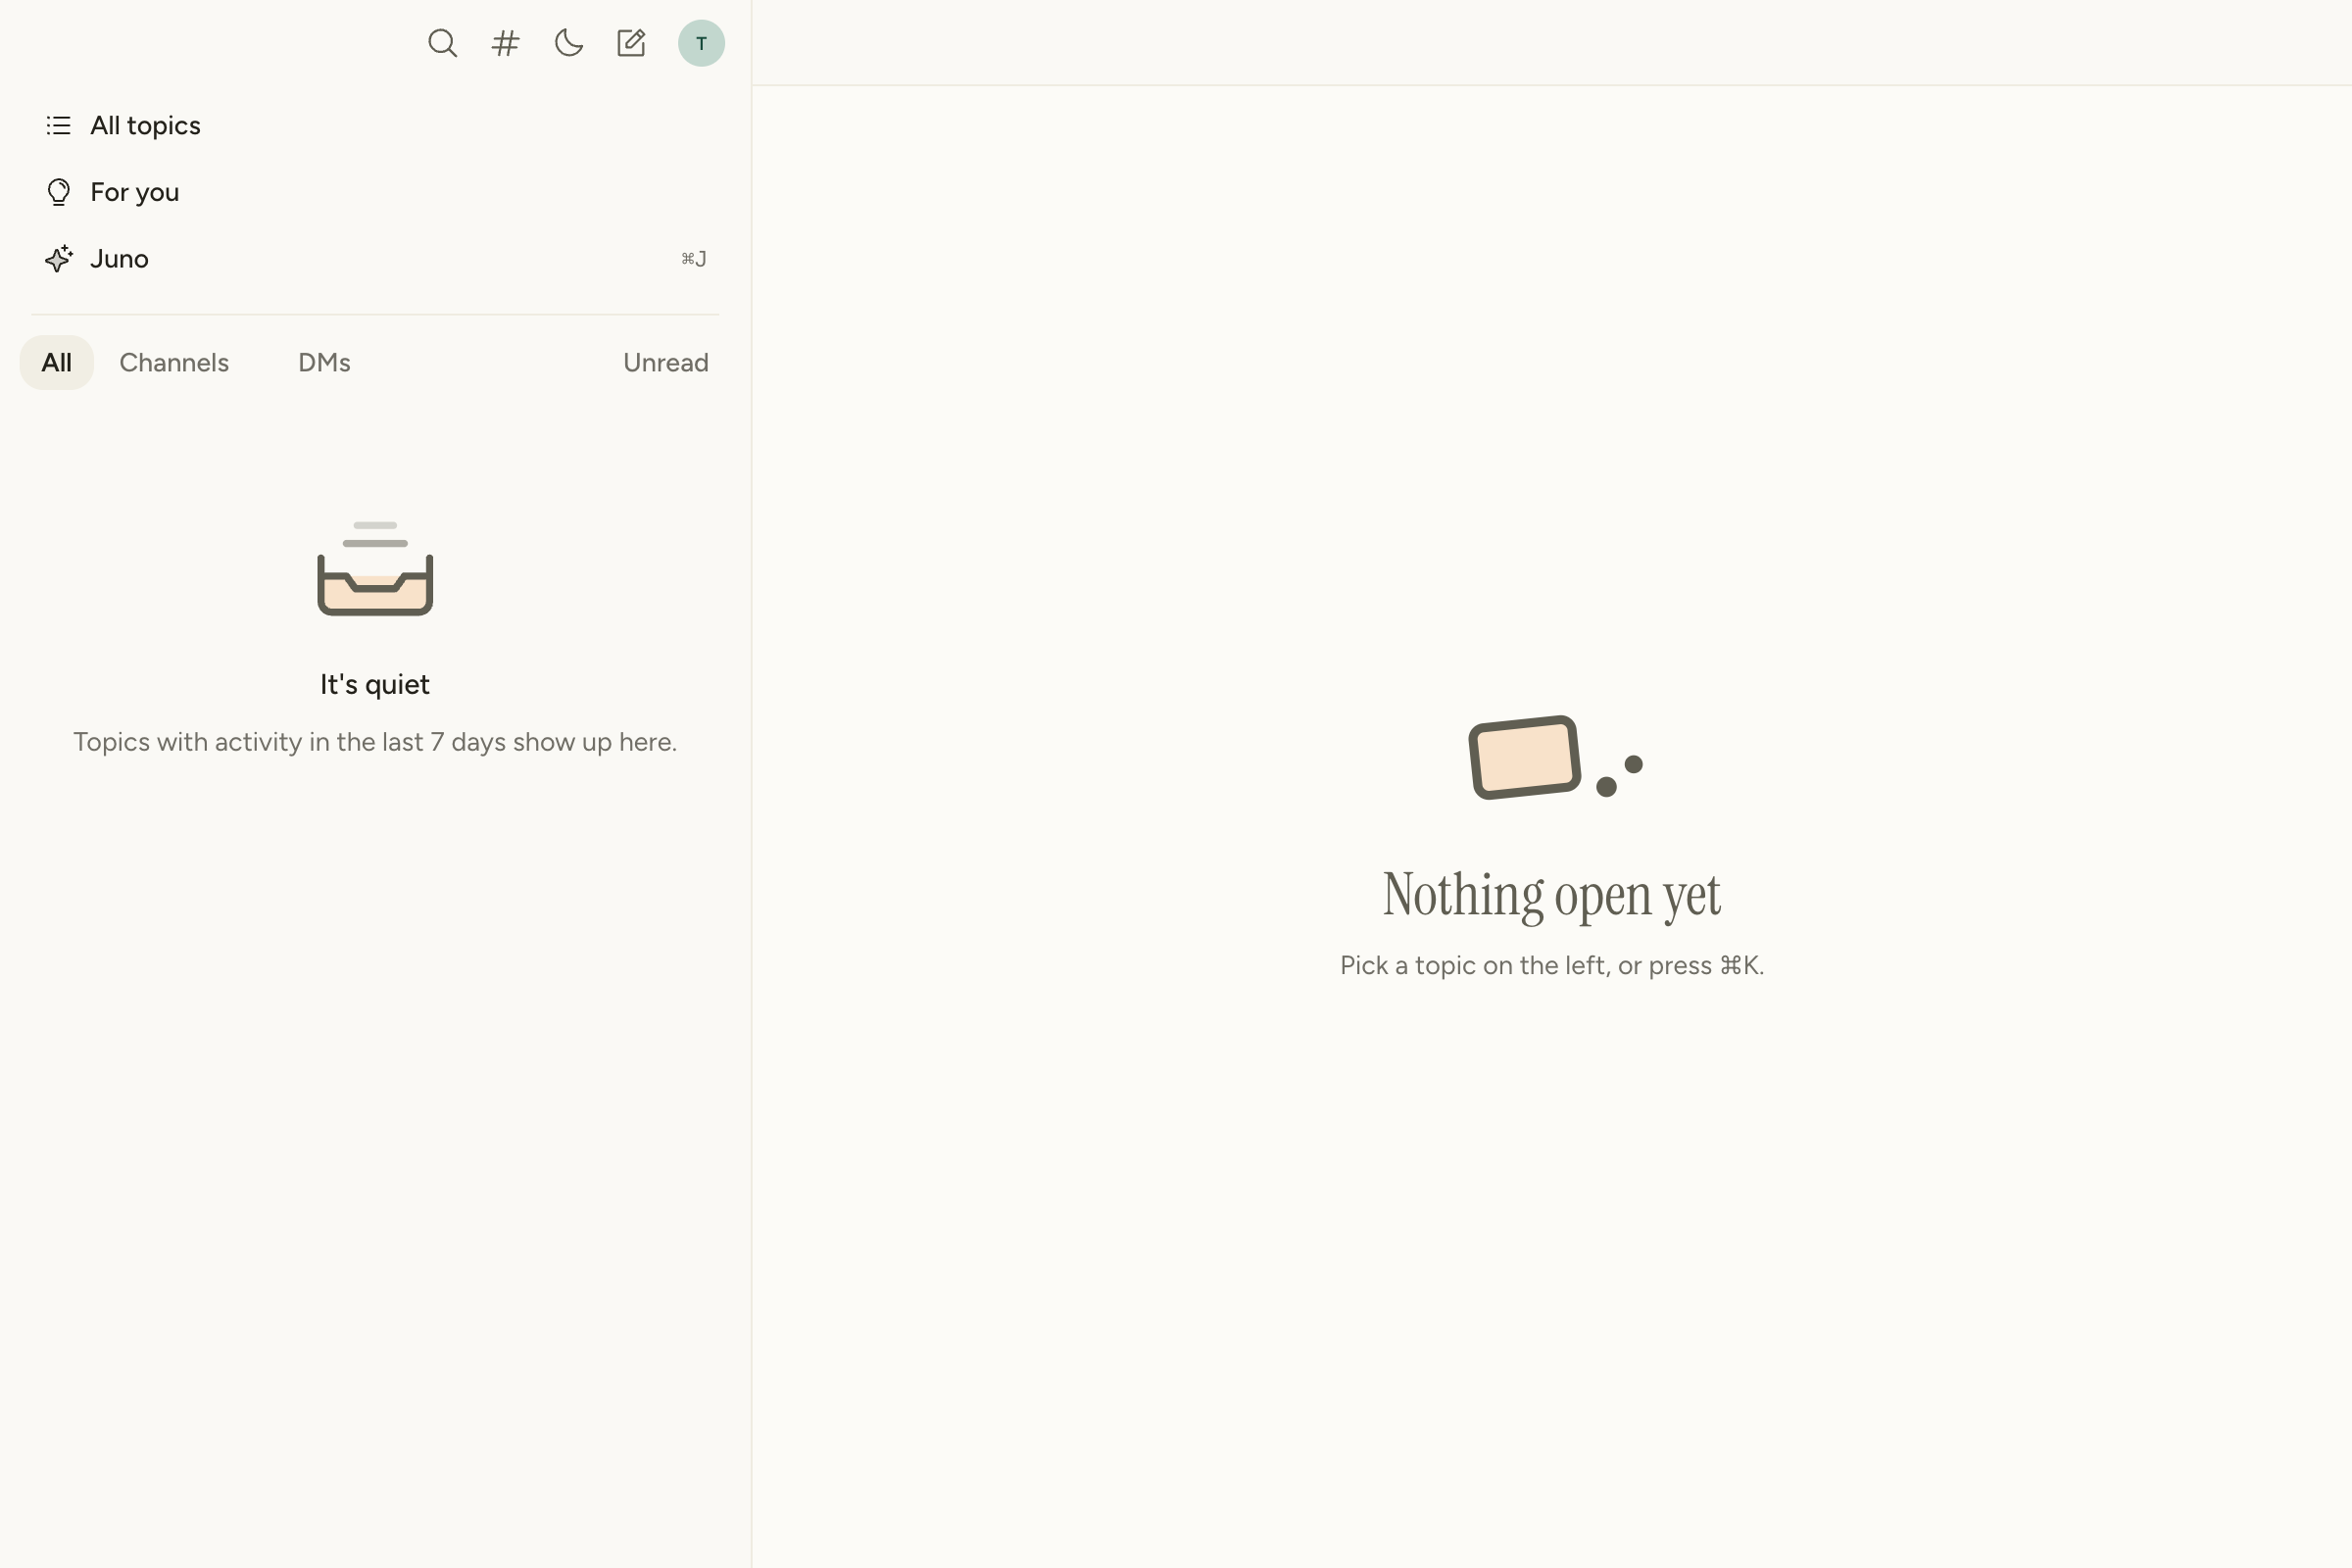 T
All topics
For you
Juno ⌘J
All Channels DMs Unread
It's quiet
Topics with activity in the last 7 days show up here.
Nothing open yet
Pick a topic on the left, or press ⌘K.